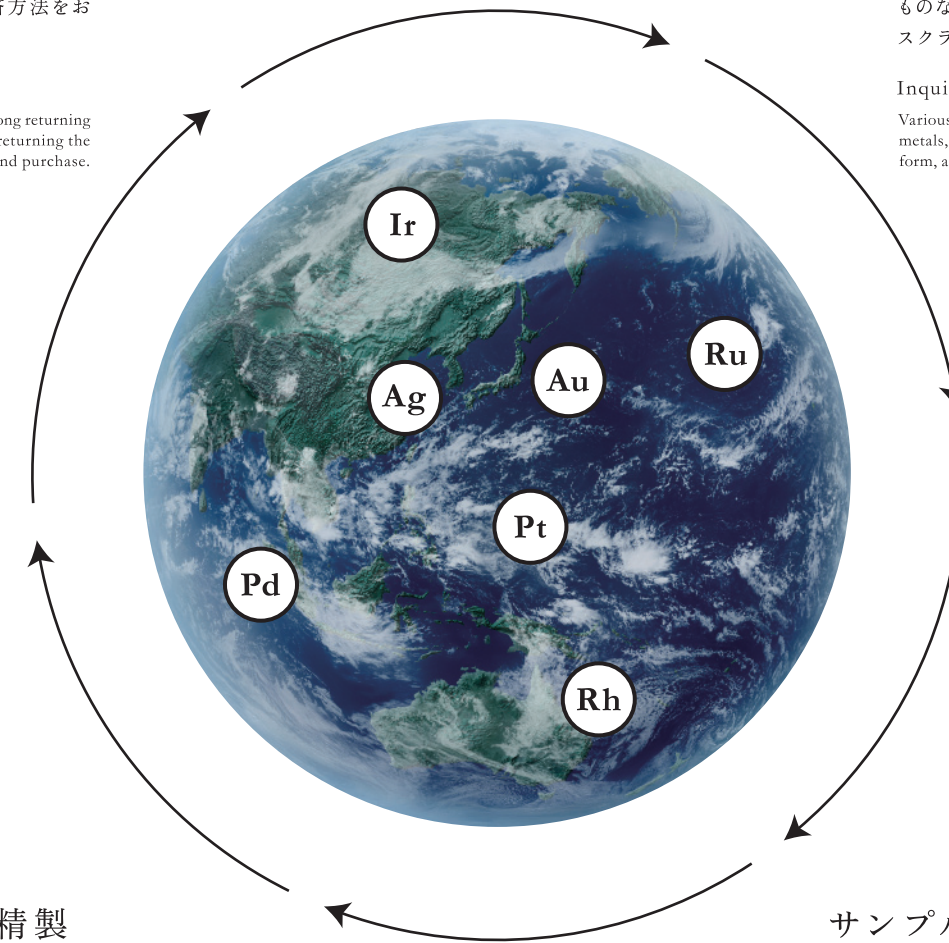 方法をお
ong returning
returning the
nd purchase.
ものな
スクラ
Inqui
Various
metals,
form, a
Ir
Ru
Au
Ag
Pt
Pd
Rh
精製
サンプル